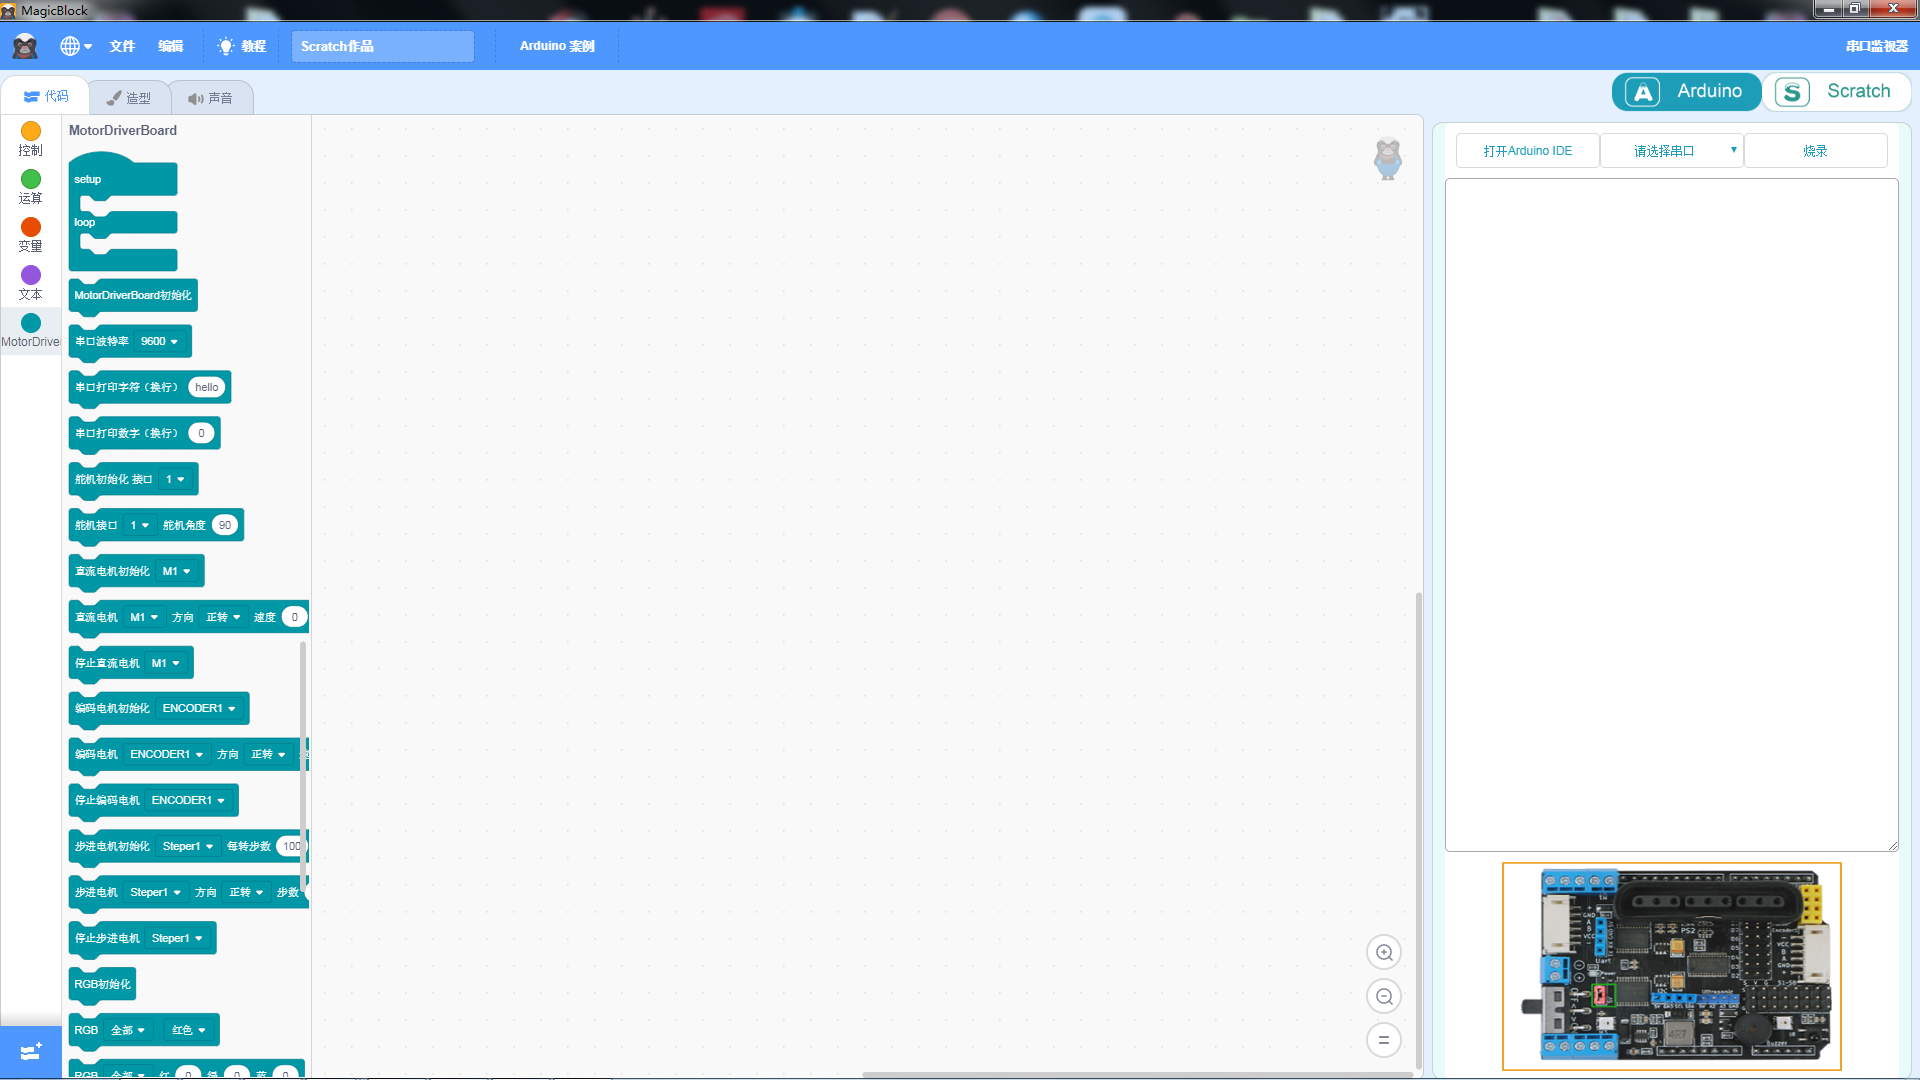 MagicBlock
文件 编辑 教程 Scratch作品 Arduino 案例 串口监视器
代码 造型 声音
Arduino Scratch
控制
运算
变量
文本
MotorDrive
MotorDriverBoard
setup
loop
MotorDriverBoard初始化
串口波特率 9600
串口打印字符（换行） hello
串口打印数字（换行） 0
舵机初始化 接口 1
舵机接口 1 舵机角度 90
直流电机初始化 M1
直流电机 M1 方向 正转 速度 0
停止直流电机 M1
编码电机初始化 ENCODER1
编码电机 ENCODER1 方向 正转
停止编码电机 ENCODER1
步进电机初始化 Steper1 每转步数 100
步进电机 Steper1 方向 正转 步数
停止步进电机 Steper1
RGB初始化
RGB 全部 红色
RGB 全部 红 0 绿 0 蓝 0
打开Arduino IDE 请选择串口 烧录
PS2
Uart
Power
4R7